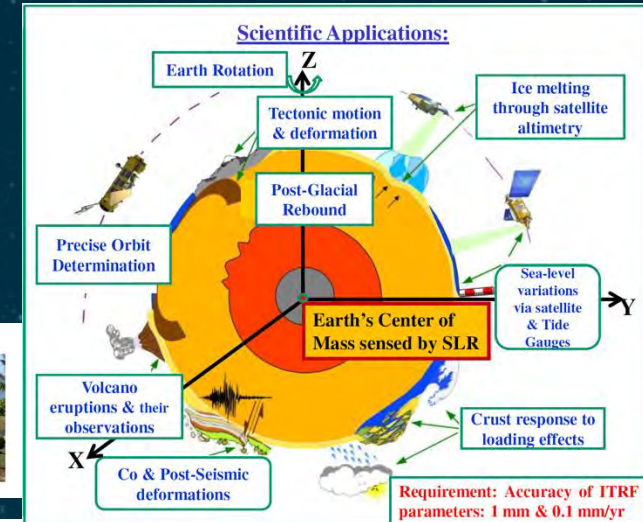 Scientific Applications:
Z
Earth Rotation
Tectonic motion
& deformation
Ice melting
through satellite
altimetry
Post-Glacial
Rebound
Precise Orbit
Determination
Sea-level
variations
via satellite
& Tide
Gauges
Y
Earth's Center of
Mass sensed by SLR
Volcano
eruptions & their
observations
Crust response to
loading effects
X
Co & Post-Seismic
deformations
Requirement: Accuracy of ITRF
parameters: 1 mm & 0.1 mm/yr